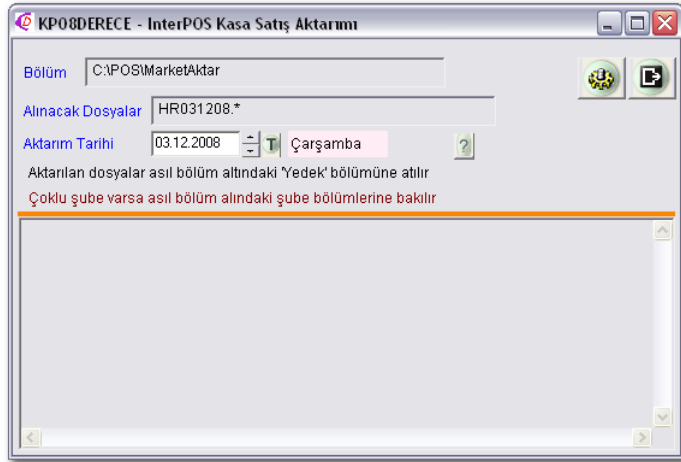 KP08DERECE - InterPOS Kasa Satış Aktarımı
Bölüm C:\POS\MarketAktar
Alınacak Dosyalar HR031208.*
Aktarım Tarihi 03.12.2008 T Çarşamba ?
Aktarılan dosyalar asıl bölüm altındaki 'Yedek' bölümüne atılır
Çoklu şube varsa asıl bölüm alındaki şube bölümlerine bakılır